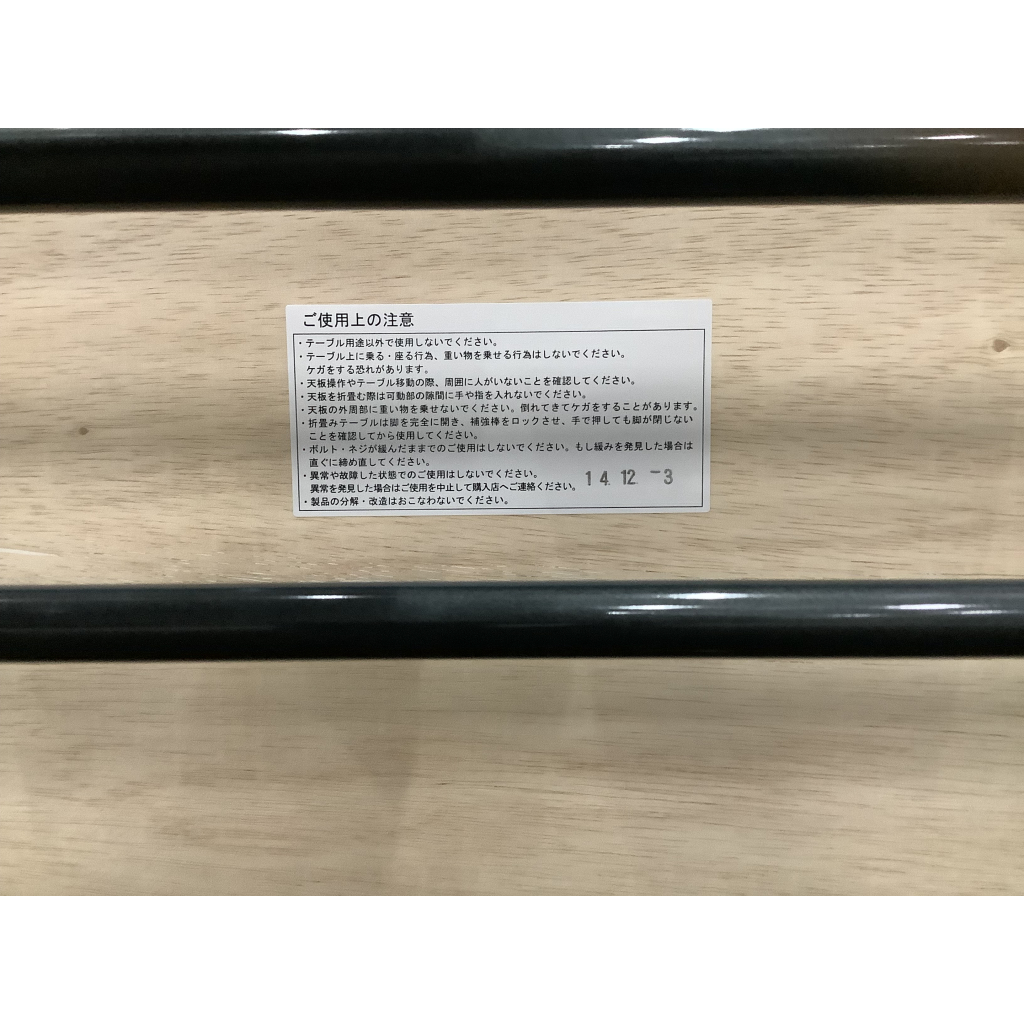 ご使用上の注意
・テーブル用途以外で使用しないでください。
・テーブル上に乗る・座る行為、重い物を乗せる行為はしないでください。
ケガをする恐れがあります。
・天板操作やテーブル移動の際、周囲に人がいないことを確認してください。
・天板を折畳む際は可動部の隙間に手や指を入れないでください。
・天板の外周部に重い物を乗せないでください。倒れてきてケガをすることがあります。
・折畳みテーブルは脚を完全に開き、補強棒をロックさせ、手で押しても脚が閉じない
ことを確認してから使用してください。
・ボルト・ネジが緩んだままでのご使用はしないでください。もし緩みを発見した場合は
直ぐに締め直してください。
・異常や故障した状態でのご使用はしないでください。
異常を発見した場合はご使用を中止して購入店へご連絡ください。
14. 12. -3
・製品の分解・改造はおこなわないでください。